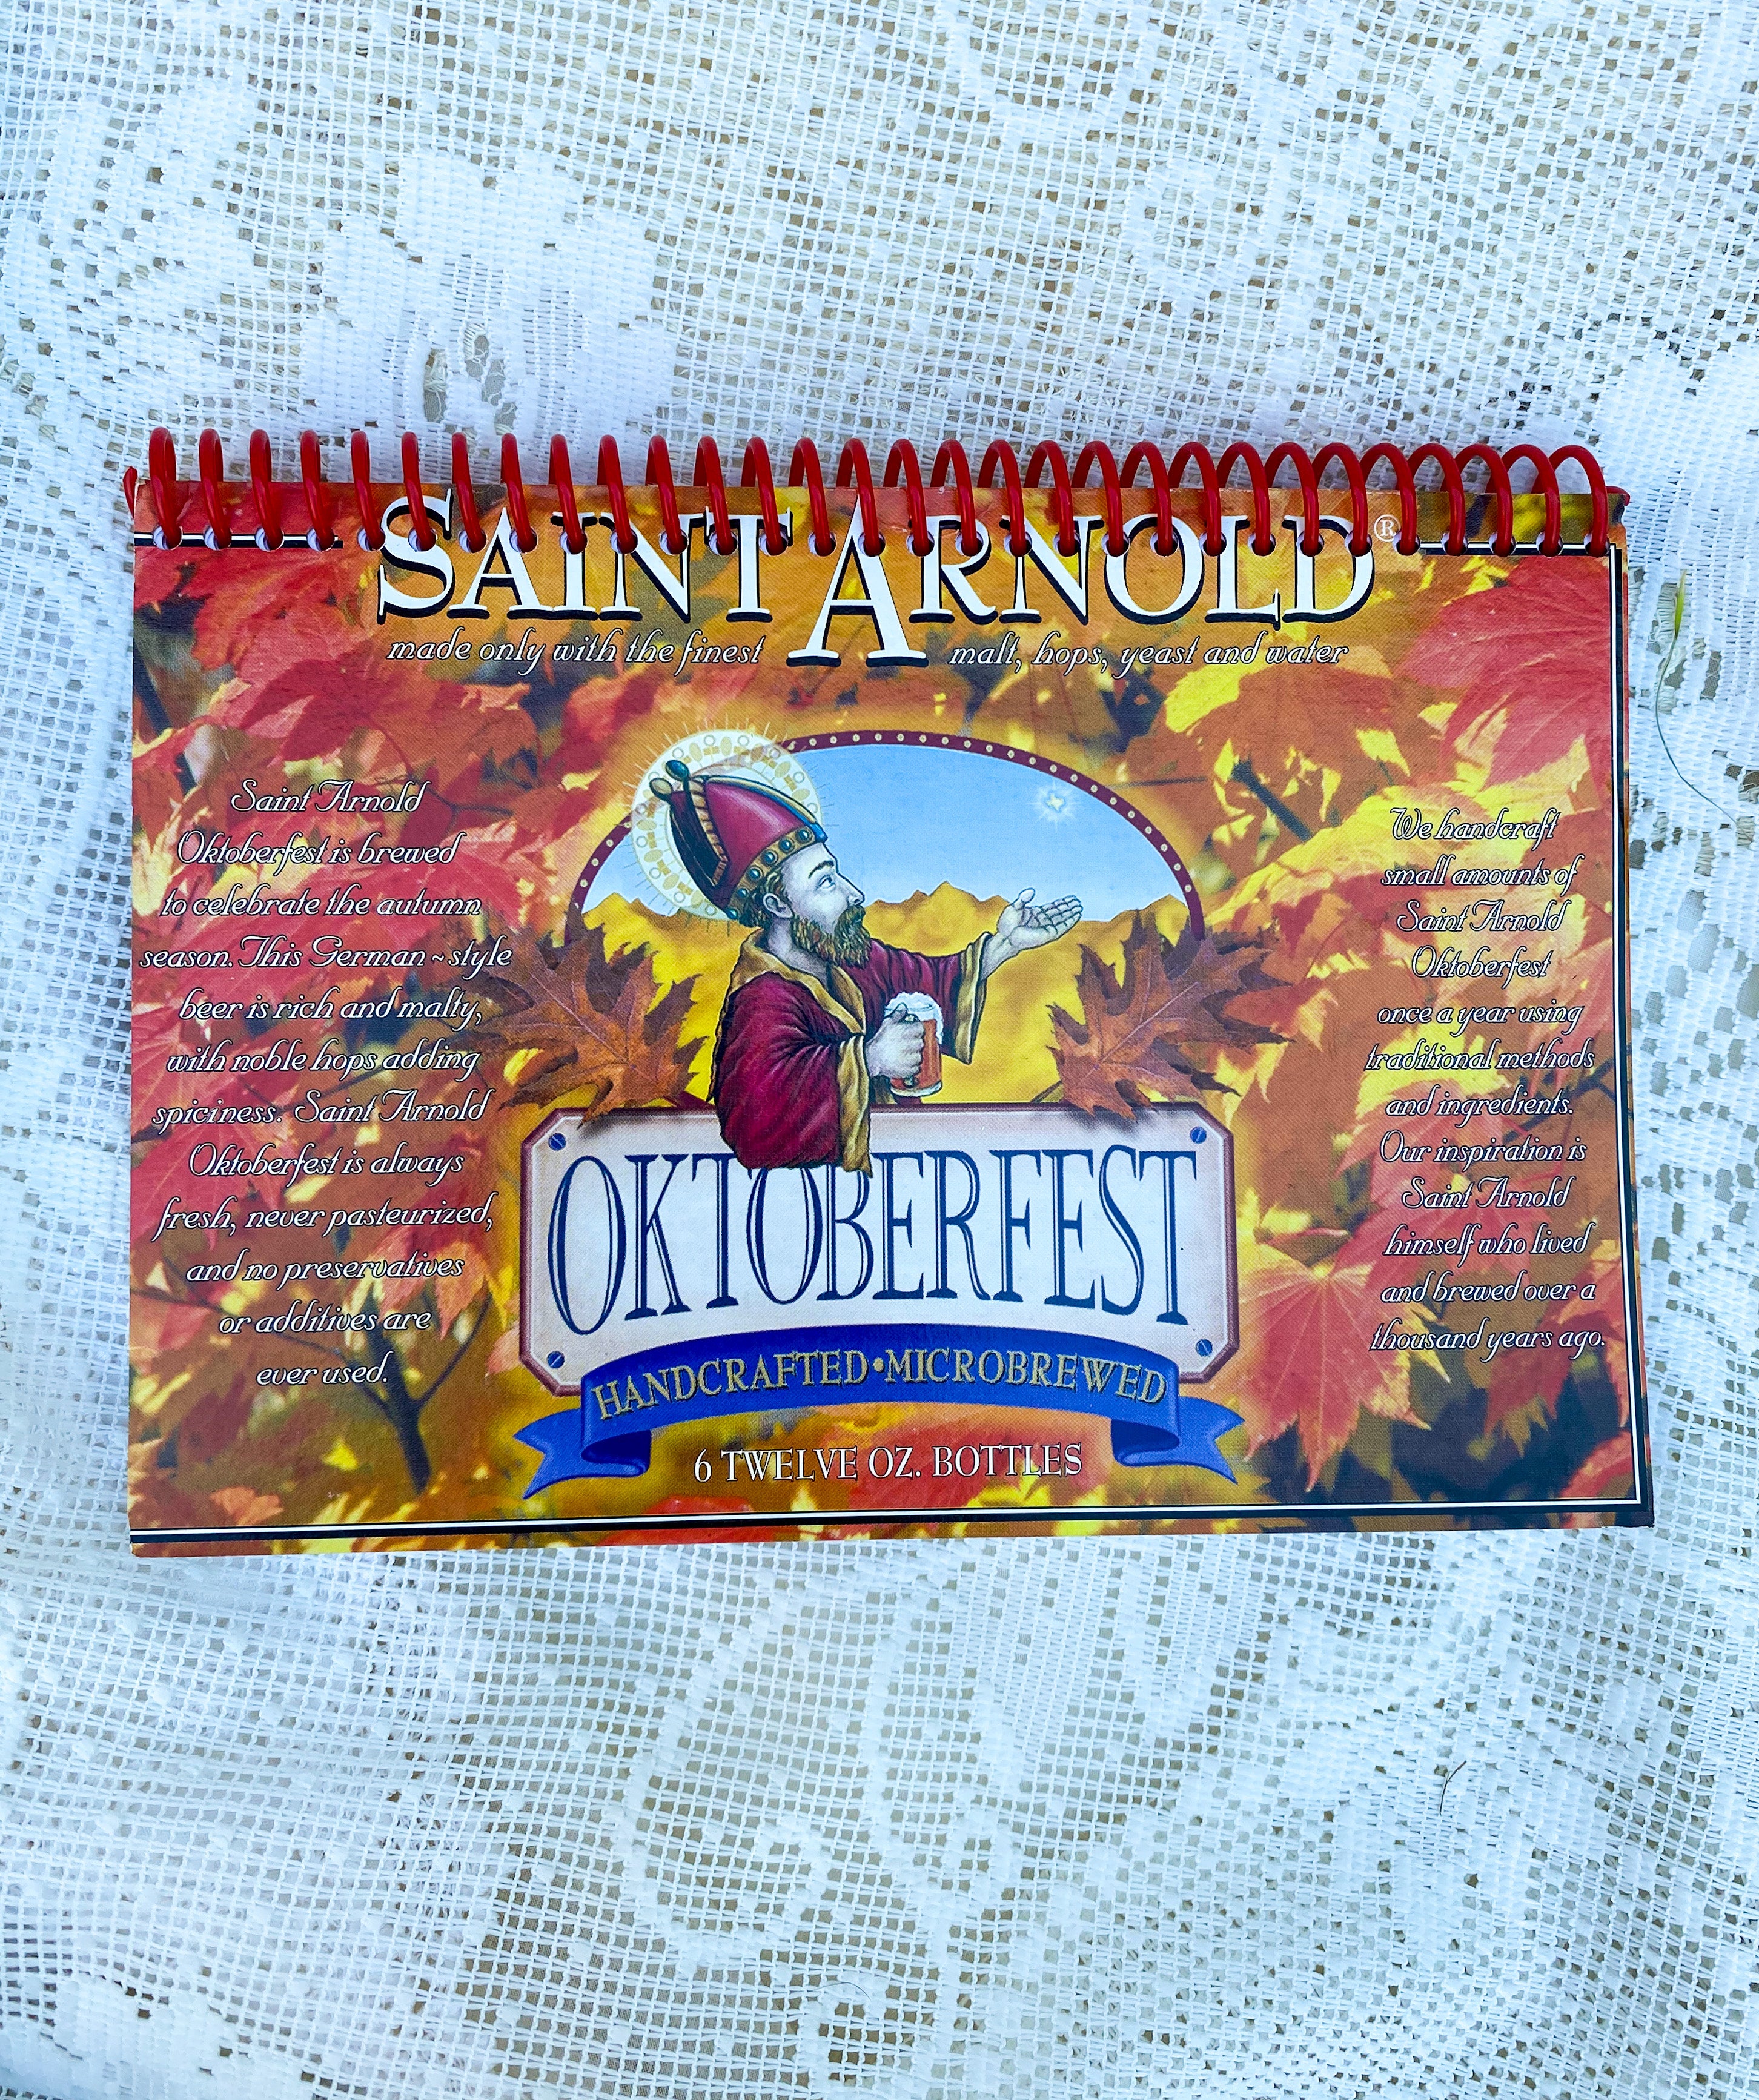 SAINT ARNOLD®
made only with the finest malt, hops, yeast and water
Saint Arnold
Oktoberfest is brewed
to celebrate the autumn
season. This German ~ style
beer is rich and malty,
with noble hops adding
spiciness. Saint Arnold
Oktoberfest is always
fresh, never pasteurized,
and no preservatives
or additives are
ever used.
OKTOBERFEST
HANDCRAFTED•MICROBREWED
6 TWELVE OZ. BOTTLES
We handcraft
small amounts of
Saint Arnold
Oktoberfest
once a year using
traditional methods
and ingredients.
Our inspiration is
Saint Arnold
himself who lived
and brewed over a
thousand years ago.